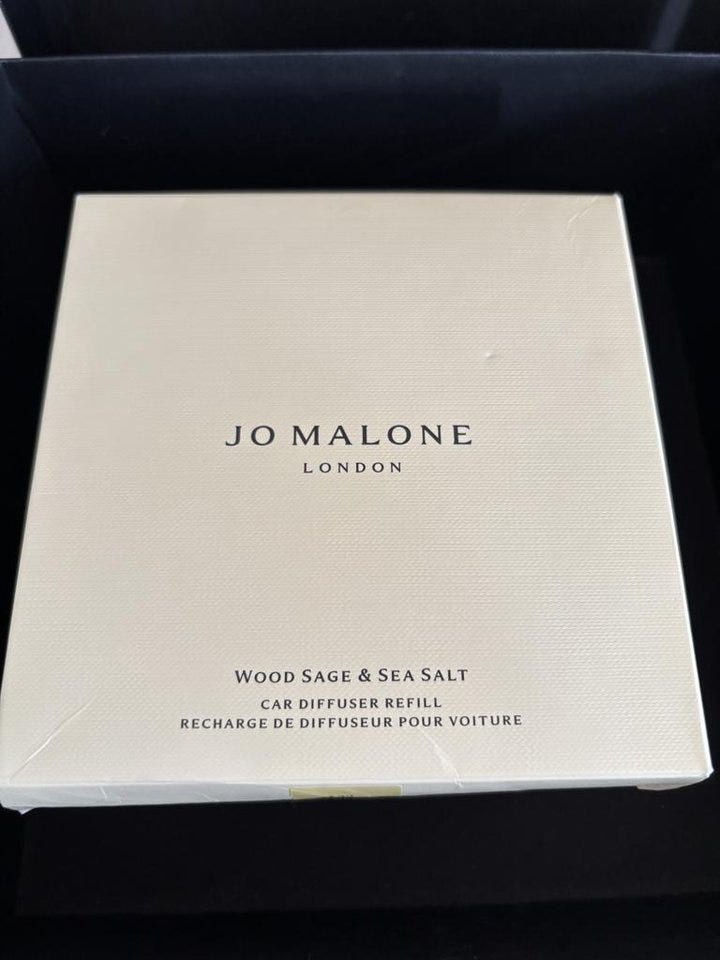 JO MALONE
LONDON
WOOD SAGE & SEA SALT
CAR DIFFUSER REFILL
RECHARGE DE DIFFUSEUR POUR VOITURE